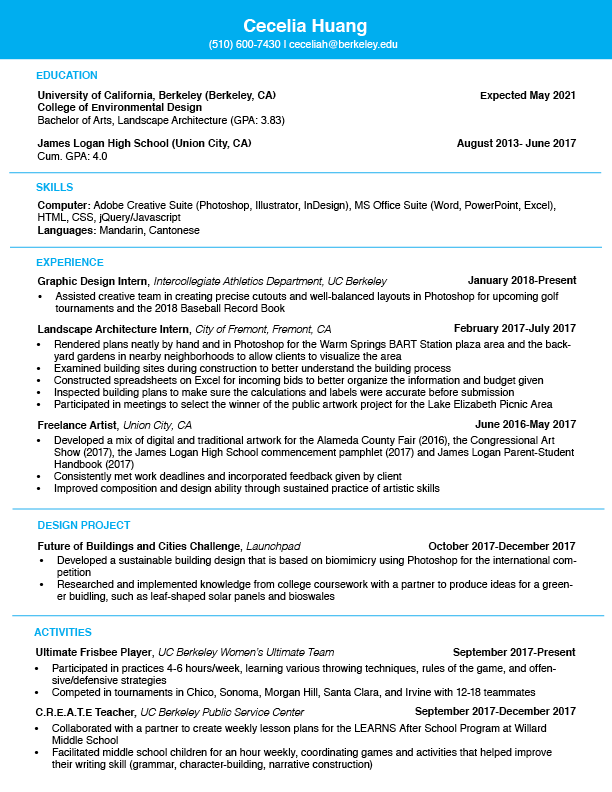 Cecelia Huang
(510) 600-7430 I ceceliah@berkeley.edu
EDUCATION
University of California, Berkeley (Berkeley, CA) Expected May 2021
College of Environmental Design
Bachelor of Arts, Landscape Architecture (GPA: 3.83)
James Logan High School (Union City, CA) August 2013- June 2017
Cum. GPA: 4.0
SKILLS
Computer: Adobe Creative Suite (Photoshop, Illustrator, InDesign), MS Office Suite (Word, PowerPoint, Excel),
HTML, CSS, jQuery/Javascript
Languages: Mandarin, Cantonese
EXPERIENCE
Graphic Design Intern, Intercollegiate Athletics Department, UC Berkeley January 2018-Present
• Assisted creative team in creating precise cutouts and well-balanced layouts in Photoshop for upcoming golf
tournaments and the 2018 Baseball Record Book
Landscape Architecture Intern, City of Fremont, Fremont, CA February 2017-July 2017
• Rendered plans neatly by hand and in Photoshop for the Warm Springs BART Station plaza area and the back-
yard gardens in nearby neighborhoods to allow clients to visualize the area
• Examined building sites during construction to better understand the building process
• Constructed spreadsheets on Excel for incoming bids to better organize the information and budget given
• Inspected building plans to make sure the calculations and labels were accurate before submission
• Participated in meetings to select the winner of the public artwork project for the Lake Elizabeth Picnic Area
Freelance Artist, Union City, CA June 2016-May 2017
• Developed a mix of digital and traditional artwork for the Alameda County Fair (2016), the Congressional Art
Show (2017), the James Logan High School commencement pamphlet (2017) and James Logan Parent-Student
Handbook (2017)
• Consistently met work deadlines and incorporated feedback given by client
• Improved composition and design ability through sustained practice of artistic skills
DESIGN PROJECT
Future of Buildings and Cities Challenge, Launchpad October 2017-December 2017
• Developed a sustainable building design that is based on biomimicry using Photoshop for the international com-
petition
• Researched and implemented knowledge from college coursework with a partner to produce ideas for a green-
er buidling, such as leaf-shaped solar panels and bioswales
ACTIVITIES
Ultimate Frisbee Player, UC Berkeley Women's Ultimate Team September 2017-Present
• Participated in practices 4-6 hours/week, learning various throwing techniques, rules of the game, and offen-
sive/defensive strategies
• Competed in tournaments in Chico, Sonoma, Morgan Hill, Santa Clara, and Irvine with 12-18 teammates
C.R.E.A.T.E Teacher, UC Berkeley Public Service Center September 2017-December 2017
• Collaborated with a partner to create weekly lesson plans for the LEARNS After School Program at Willard
Middle School
• Facilitated middle school children for an hour weekly, coordinating games and activities that helped improve
their writing skill (grammar, character-building, narrative construction)